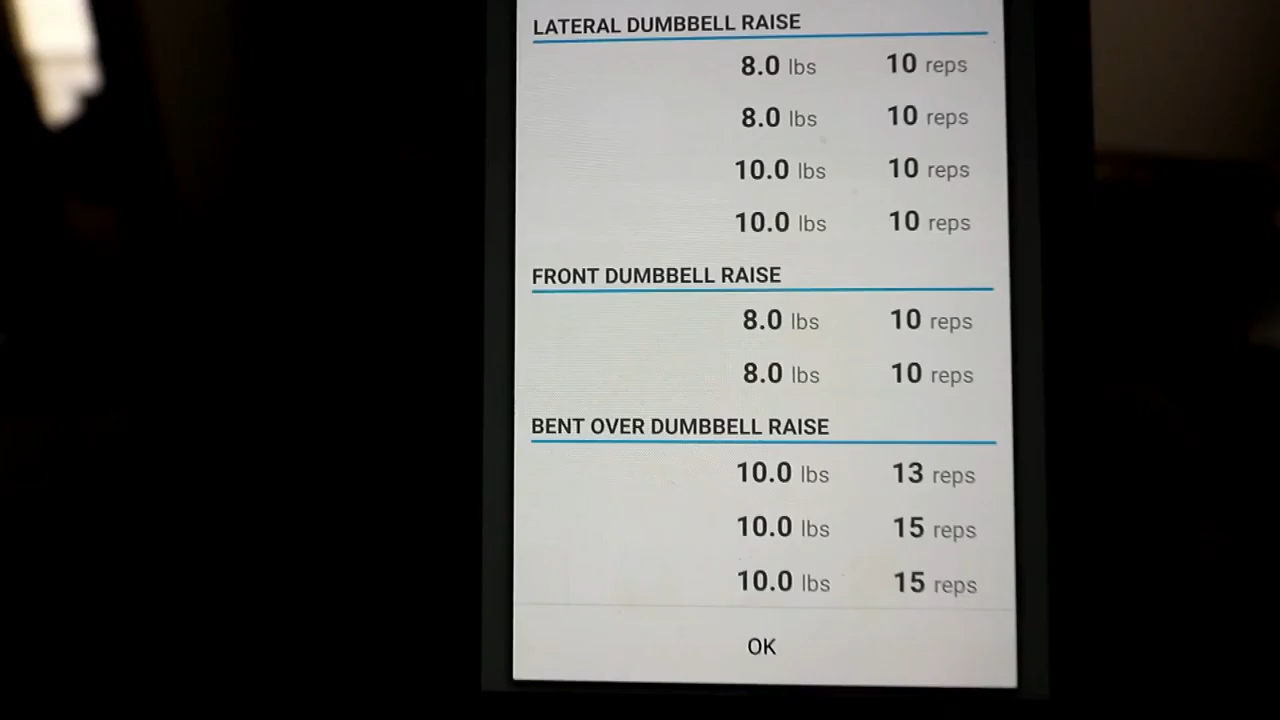 LATERAL DUMBBELL RAISE
8.0 lbs 10 reps
8.0 lbs 10 reps
10.0 lbs 10 reps
10.0 lbs 10 reps
FRONT DUMBBELL RAISE
8.0 lbs 10 reps
8.0 lbs 10 reps
BENT OVER DUMBBELL RAISE
10.0 lbs 13 reps
10.0 lbs 15 reps
10.0 lbs 15 reps
OK